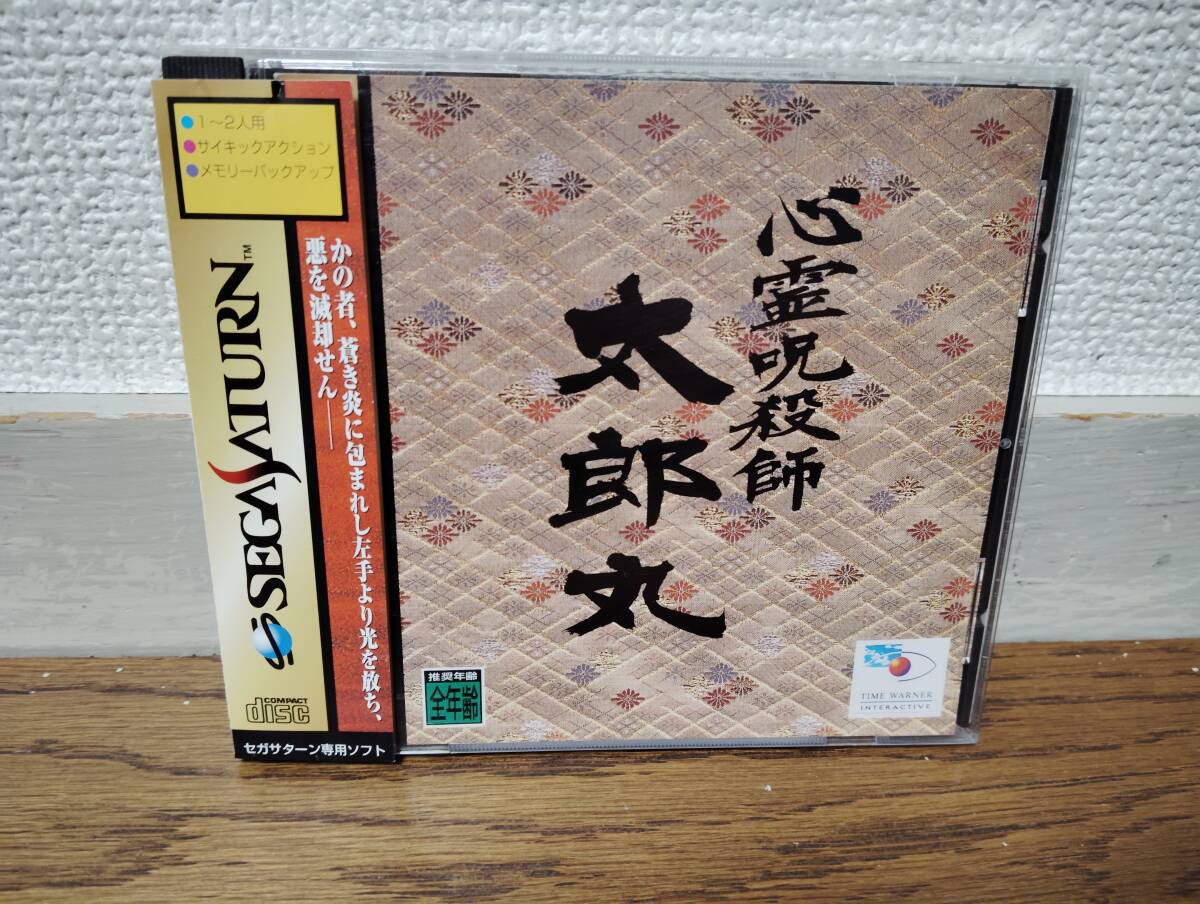 ●1～2人用
●サイキックアクション
●メモリーバックアップ
かの者、蒼き炎に包まれし左手より光を放ち、
悪を滅却せん――
SEGA SATURN™
COMPACT
disc
セガサターン専用ソフト
心霊呪殺師
太郎丸
推奨年齢
全年齢
TIME WARNER
INTERACTIVE